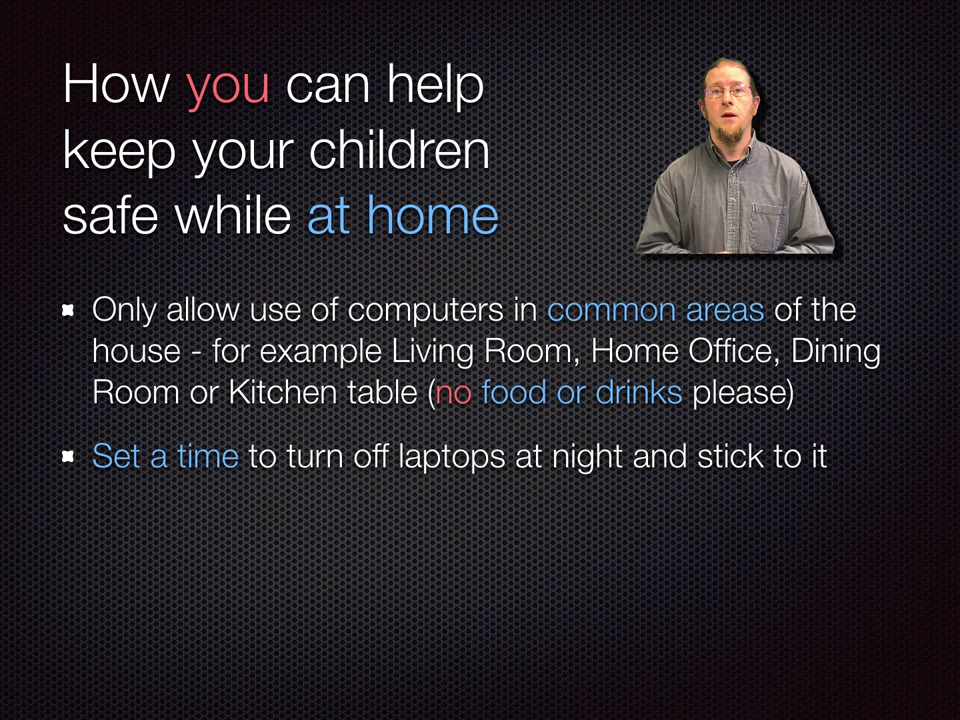 How you can help
keep your children
safe while at home
Only allow use of computers in common areas of the
house - for example Living Room, Home Office, Dining
Room or Kitchen table (no food or drinks please)
Set a time to turn off laptops at night and stick to it